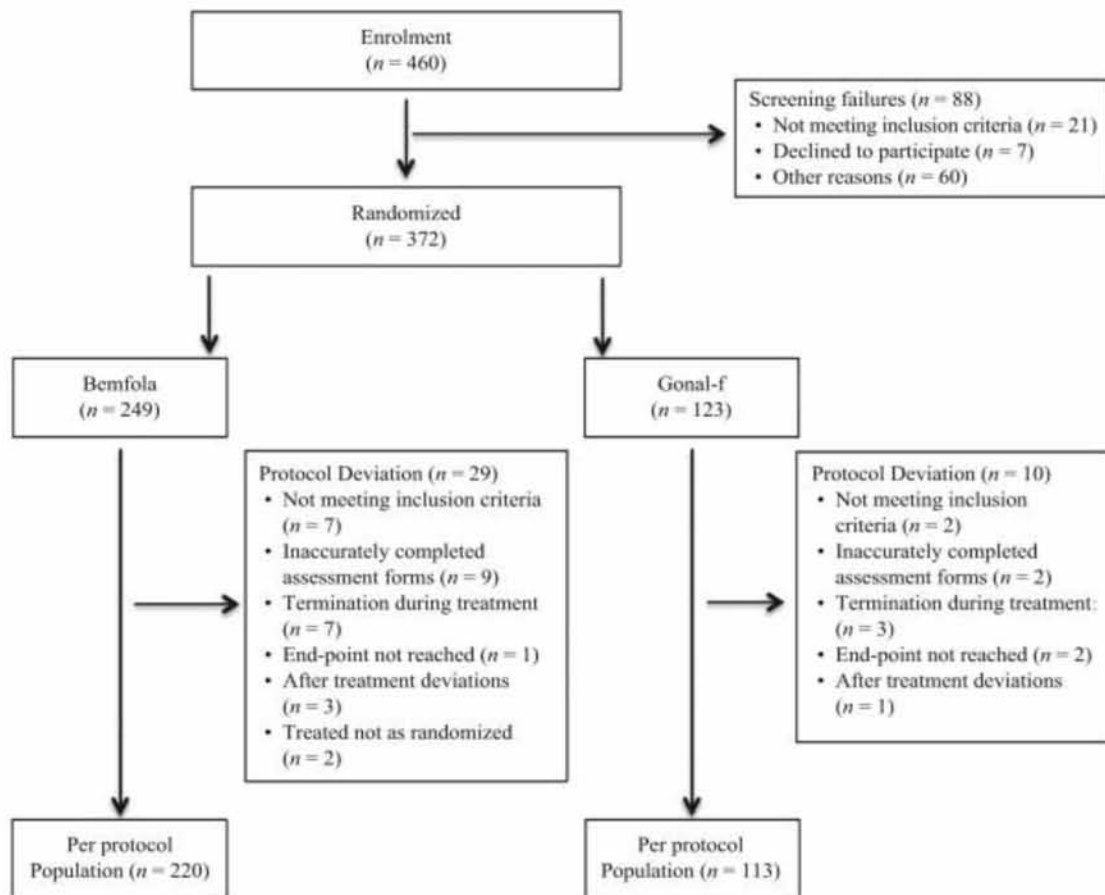 Enrolment
(n = 460)
Screening failures (n = 88)
• Not meeting inclusion criteria (n = 21)
• Declined to participate (n = 7)
• Other reasons (n = 60)
Randomized
(n = 372)
Bemfola
(n = 249)
Gonal-f
(n = 123)
Protocol Deviation (n = 29)
• Not meeting inclusion criteria
(n = 7)
• Inaccurately completed
assessment forms (n = 9)
• Termination during treatment
(n = 7)
• End-point not reached (n = 1)
• After treatment deviations
(n = 3)
• Treated not as randomized
(n = 2)
Protocol Deviation (n = 10)
• Not meeting inclusion
criteria (n = 2)
• Inaccurately completed
assessment forms (n = 2)
• Termination during treatment:
(n = 3)
• End-point not reached (n = 2)
• After treatment deviations
(n = 1)
Per protocol
Population (n = 220)
Per protocol
Population (n = 113)